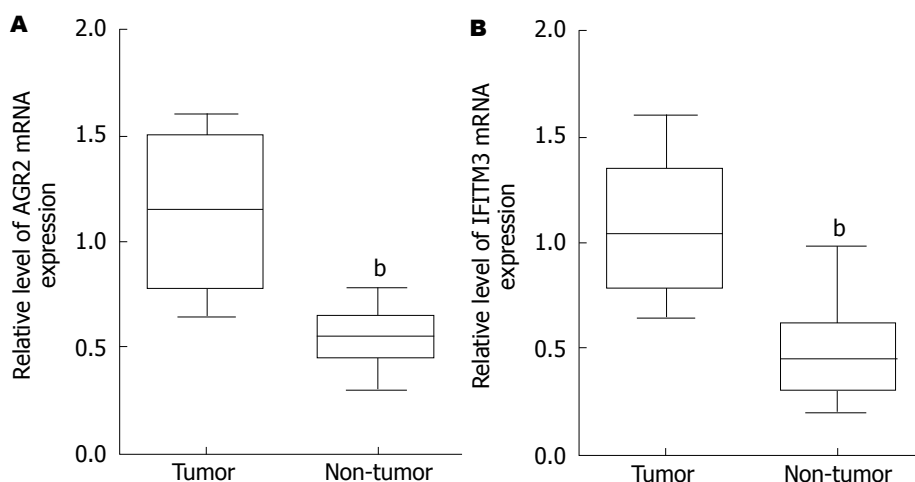 A
Relative level of AGR2 mRNA
expression
2.0
1.5
1.0
0.5
0.0
b
Tumor
Non-tumor
B
Relative level of IFITM3 mRNA
expression
2.0
1.5
1.0
0.5
0.0
b
Tumor
Non-tumor